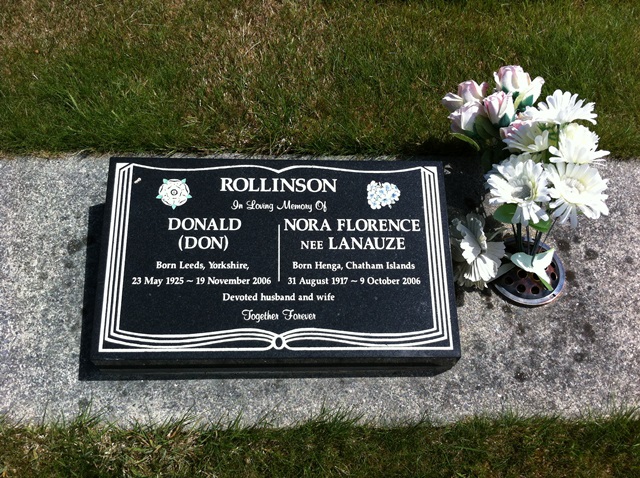 ROLLINSON
In Loving Memory Of
DONALD
(DON)
Born Leeds, Yorkshire,
23 May 1925 ~ 19 November 2006
NORA FLORENCE
NEE LANAUZE
Born Henga, Chatham Islands
31 August 1917 ~ 9 October 2006
Devoted husband and wife
Together Forever